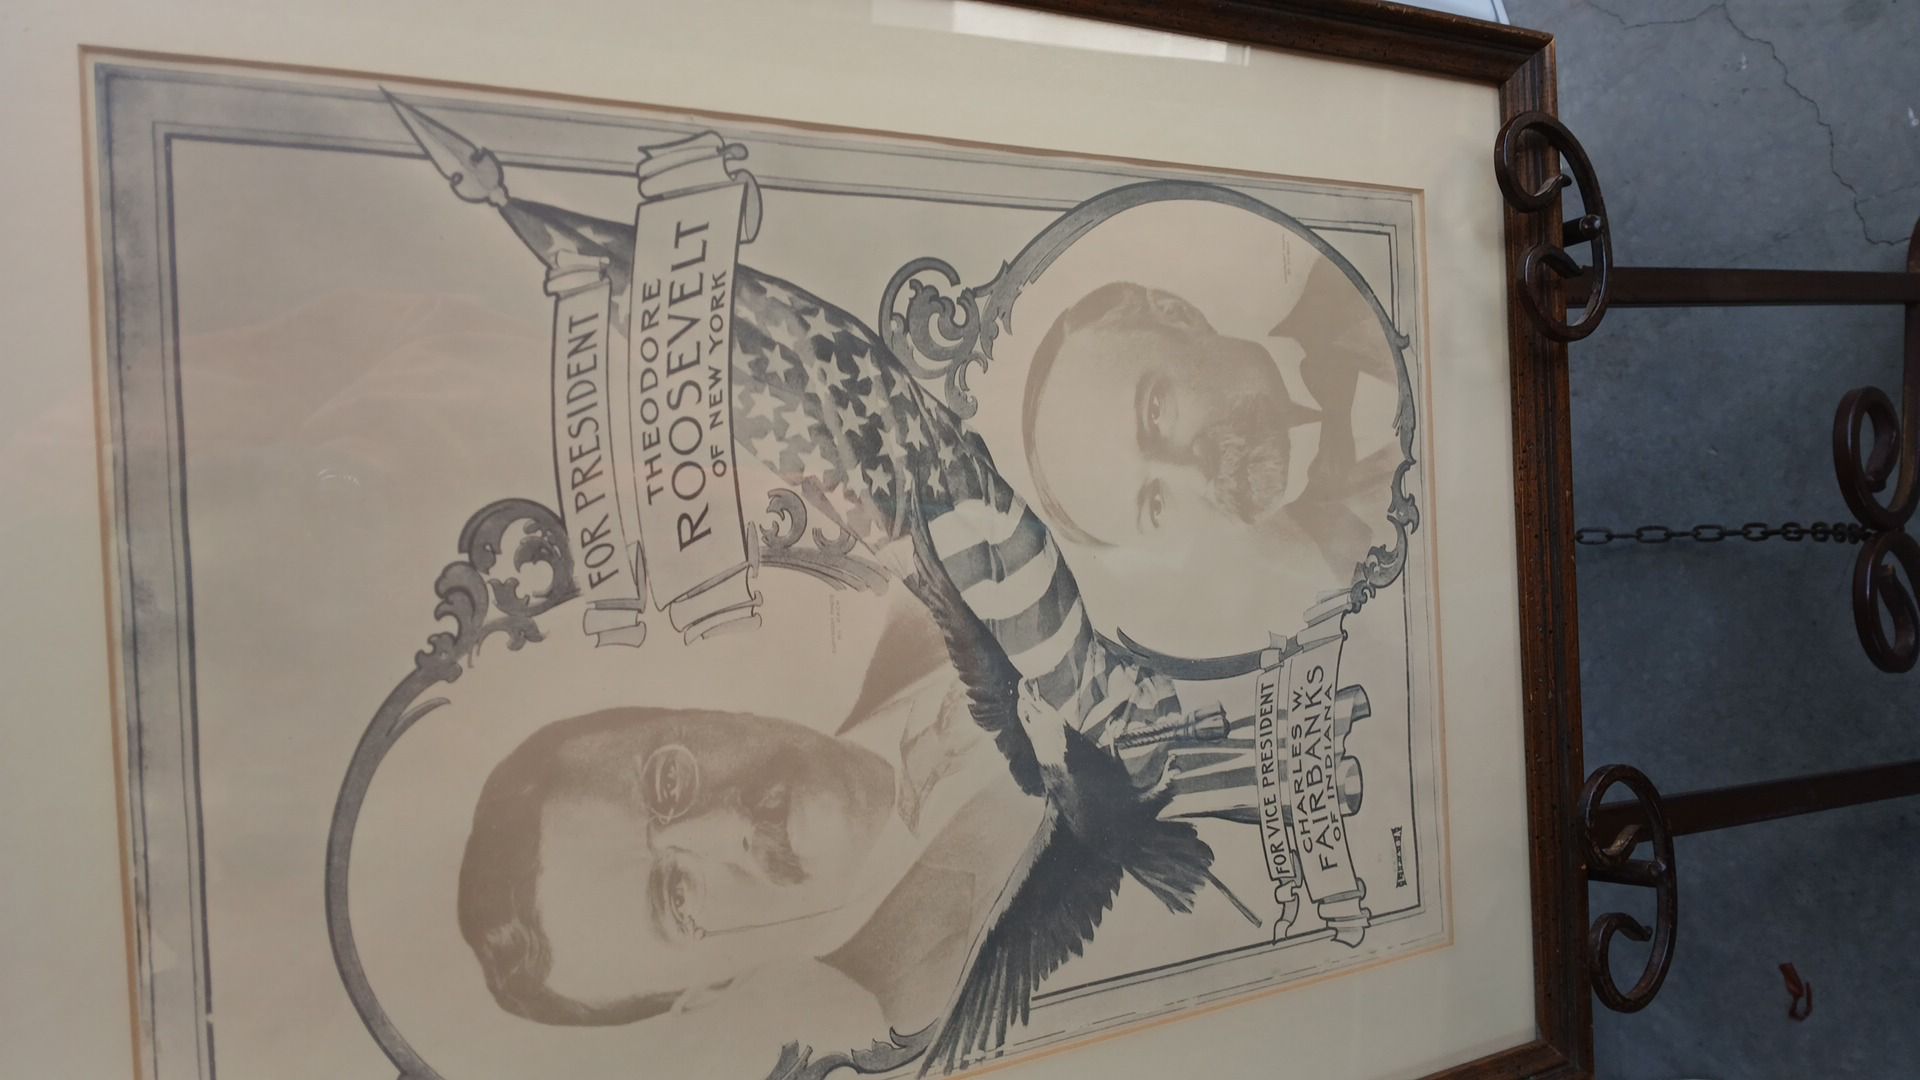 FOR PRESIDENT
THEODORE
ROOSEVELT
OF NEW YORK
FOR VICE PRESIDENT
CHARLES W.
FAIRBANKS
OF INDIANA